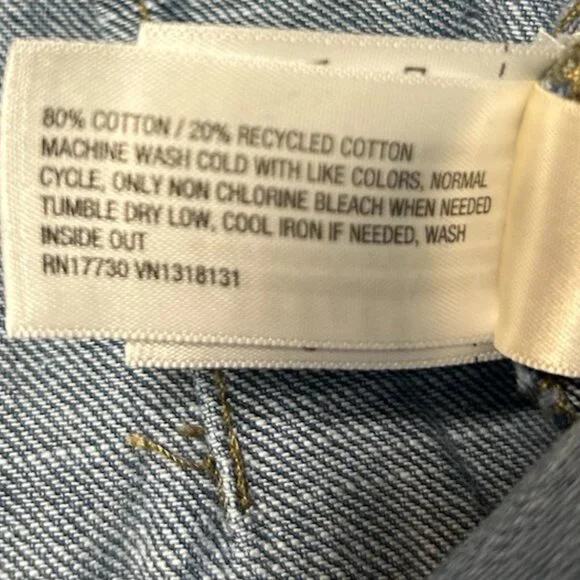 80% COTTON / 20% RECYCLED COTTON
MACHINE WASH COLD WITH LIKE COLORS, NORMAL
CYCLE, ONLY NON CHLORINE BLEACH WHEN NEEDED
TUMBLE DRY LOW, COOL IRON IF NEEDED, WASH
INSIDE OUT
RN17730 VN1318131